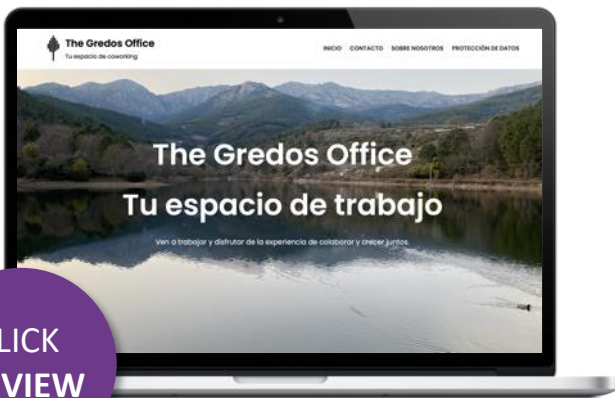 The Gredos Office
Tu espacio de coworking
INICIO CONTACTO SOBRE NOSOTROS PROTECCIÓN DE DATOS
The Gredos Office
Tu espacio de trabajo
Ven a trabajar y disfrutar de la experiencia de colaborar y crecer juntos.
LICK
VIEW